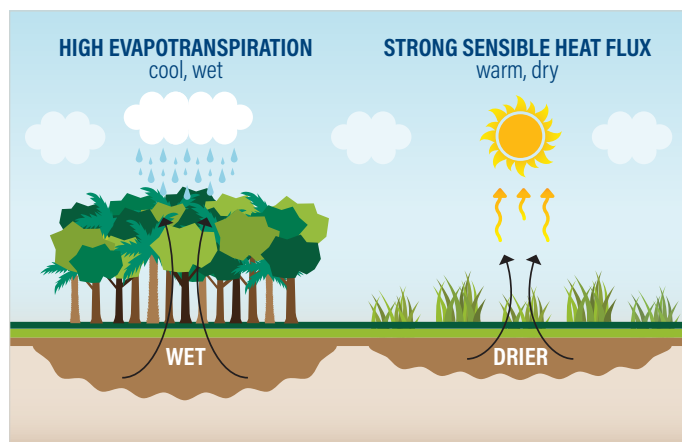 HIGH EVAPOTRANSPIRATION
cool, wet
STRONG SENSIBLE HEAT FLUX
warm, dry
WET
DRIER